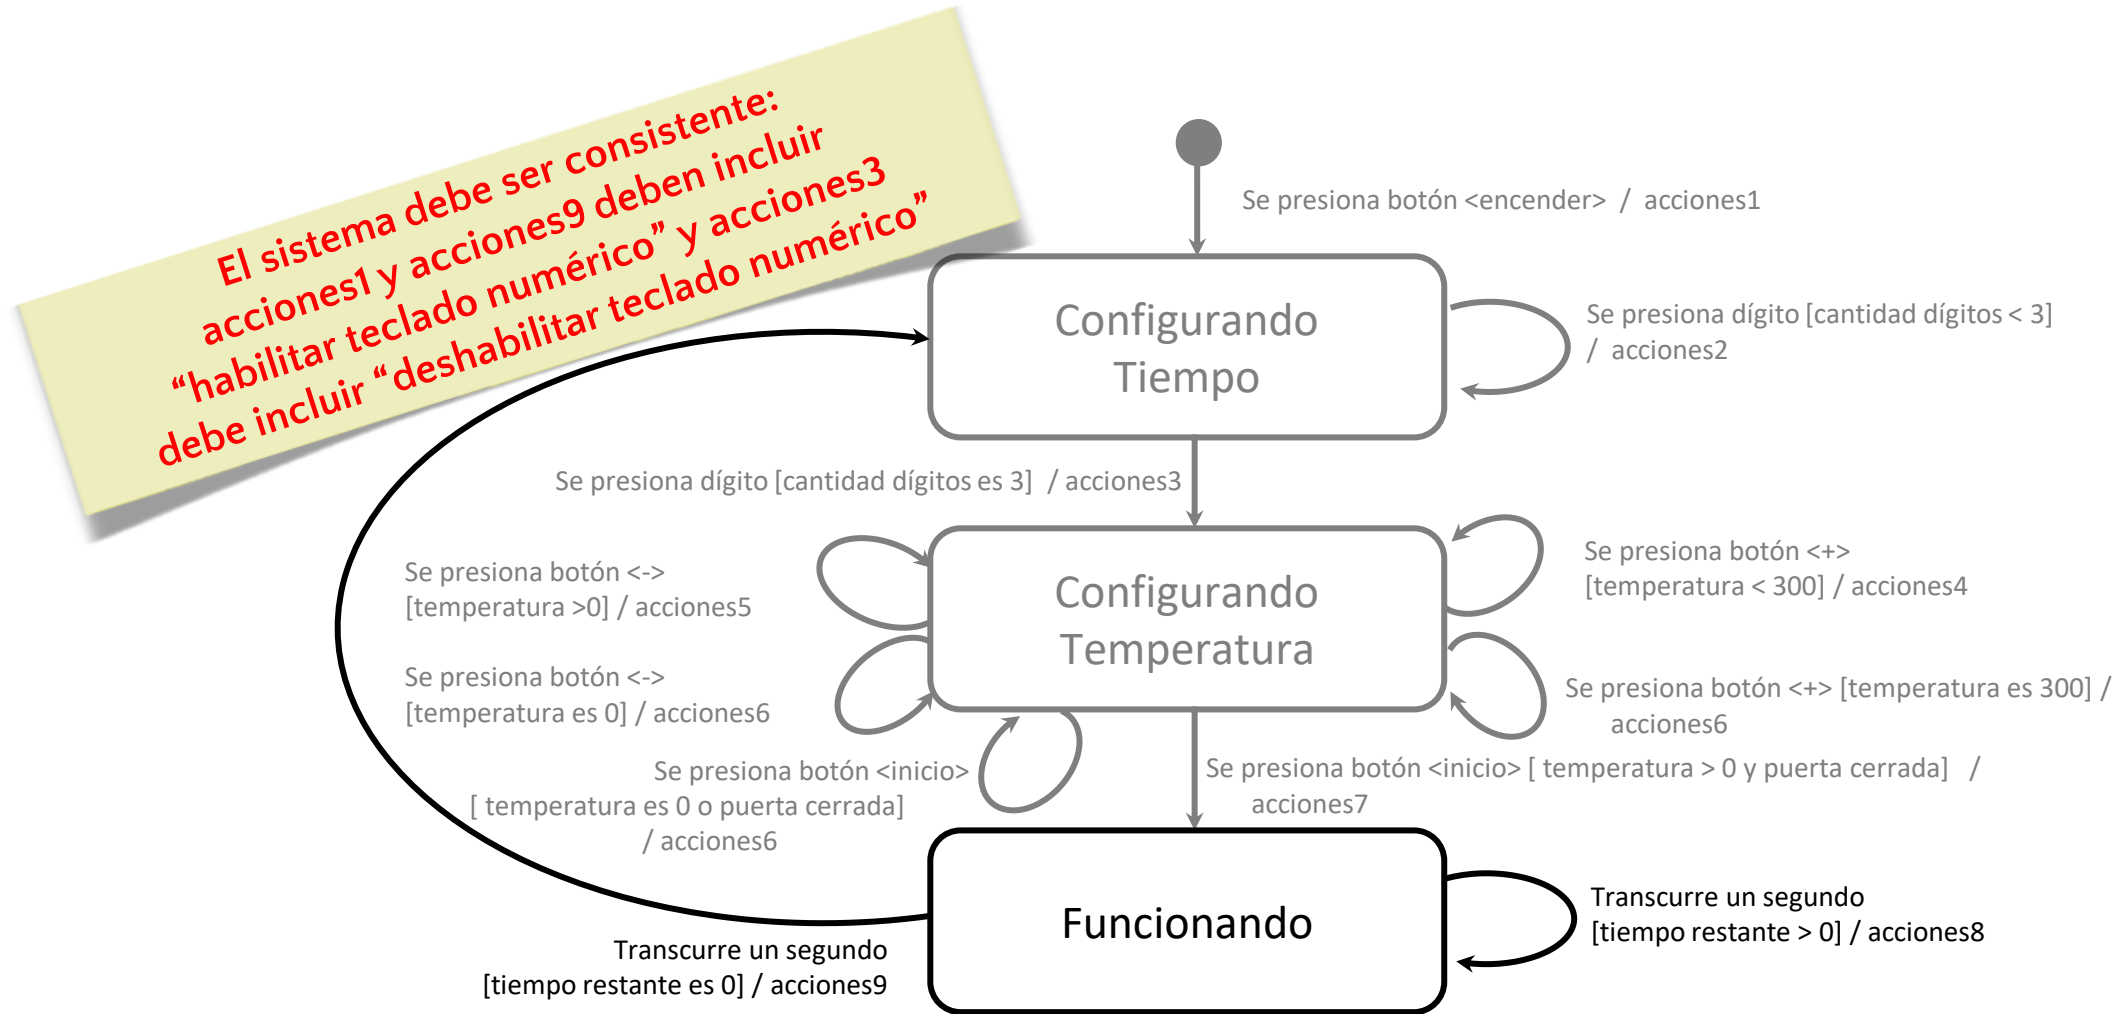 El sistema debe ser consistente:
acciones1 y acciones9 deben incluir
“habilitar teclado numérico” y acciones3
debe incluir “deshabilitar teclado numérico”
Se presiona botón <encender> / acciones1
Configurando
Tiempo
Se presiona dígito [cantidad dígitos < 3]
/ acciones2
Se presiona dígito [cantidad dígitos es 3] / acciones3
Se presiona botón <->
[temperatura >0] / acciones5
Configurando
Temperatura
Se presiona botón <+>
[temperatura < 300] / acciones4
Se presiona botón <->
[temperatura es 0] / acciones6
Se presiona botón <+> [temperatura es 300] /
acciones6
Se presiona botón <inicio>
[ temperatura es 0 o puerta cerrada]
/ acciones6
Se presiona botón <inicio> [ temperatura > 0 y puerta cerrada] /
acciones7
Funcionando
Transcurre un segundo
[tiempo restante > 0] / acciones8
Transcurre un segundo
[tiempo restante es 0] / acciones9